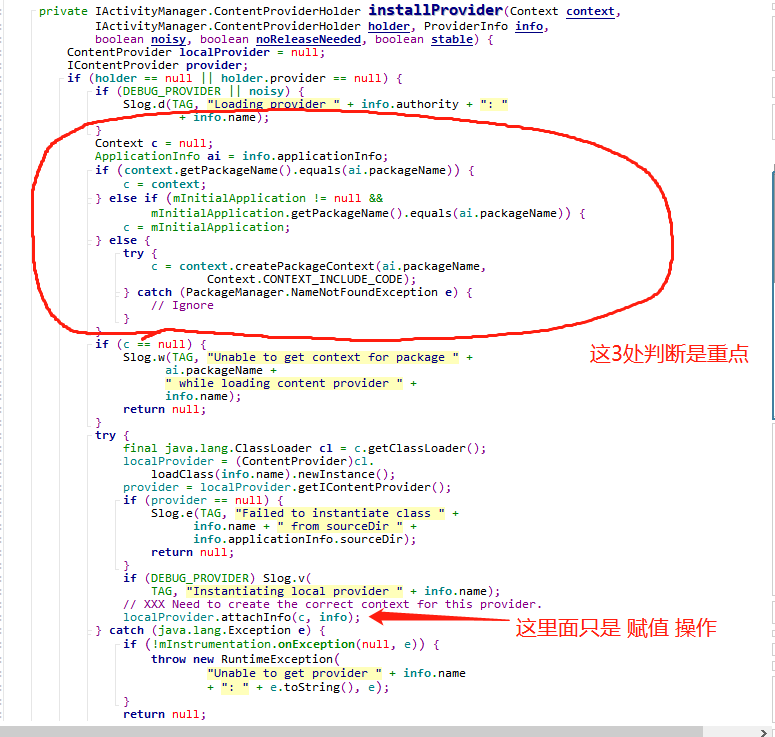 private IActivityManager.ContentProviderHolder installProvider(Context context,
IActivityManager.ContentProviderHolder holder, ProviderInfo info,
boolean noisy, boolean noReleaseNeeded, boolean stable) {
ContentProvider localProvider = null;
IContentProvider provider;
if (holder == null || holder.provider == null) {
if (DEBUG_PROVIDER || noisy) {
Slog.d(TAG, "Loading provider " + info.authority + ": "
+ info.name);
}
Context c = null;
ApplicationInfo ai = info.applicationInfo;
if (context.getPackageName().equals(ai.packageName)) {
c = context;
} else if (mInitialApplication != null &&
mInitialApplication.getPackageName().equals(ai.packageName)) {
c = mInitialApplication;
} else {
try {
c = context.createPackageContext(ai.packageName,
Context.CONTEXT_INCLUDE_CODE);
} catch (PackageManager.NameNotFoundException e) {
// Ignore
}
}
if (c == null) {
Slog.w(TAG, "Unable to get context for package " +
ai.packageName +
" while loading content provider " +
info.name);
return null;
}
这3处判断是重点
try {
final java.lang.ClassLoader cl = c.getClassLoader();
localProvider = (ContentProvider)cl.
loadClass(info.name).newInstance();
provider = localProvider.getIContentProvider();
if (provider == null) {
Slog.e(TAG, "Failed to instantiate class " +
info.name + " from sourceDir " +
info.applicationInfo.sourceDir);
return null;
}
if (DEBUG_PROVIDER) Slog.v(
TAG, "Instantiating local provider " + info.name);
// XXX Need to create the correct context for this provider.
localProvider.attachInfo(c, info);
这里面只是 赋值 操作
} catch (java.lang.Exception e) {
if (!mInstrumentation.onException(null, e)) {
throw new RuntimeException(
"Unable to get provider " + info.name
+ ": " + e.toString(), e);
}
return null;